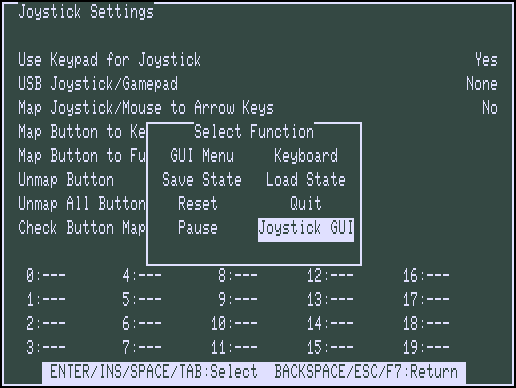 Joystick Settings
Use Keypad for Joystick Yes
USB Joystick/Gamepad None
Map Joystick/Mouse to Arrow Keys No
Map Button to Ke
Select Function
Map Button to Fu
GUI Menu Keyboard
Unmap Button
Save State Load State
Unmap All Button
Reset Quit
Check Button Map
Pause Joystick GUI
0:--- 4:--- 8:--- 12:--- 16:---
1:--- 5:--- 9:--- 13:--- 17:---
2:--- 6:--- 10:--- 14:--- 18:---
3:--- 7:--- 11:--- 15:--- 19:---
ENTER/INS/SPACE/TAB:Select BACKSPACE/ESC/F7:Return